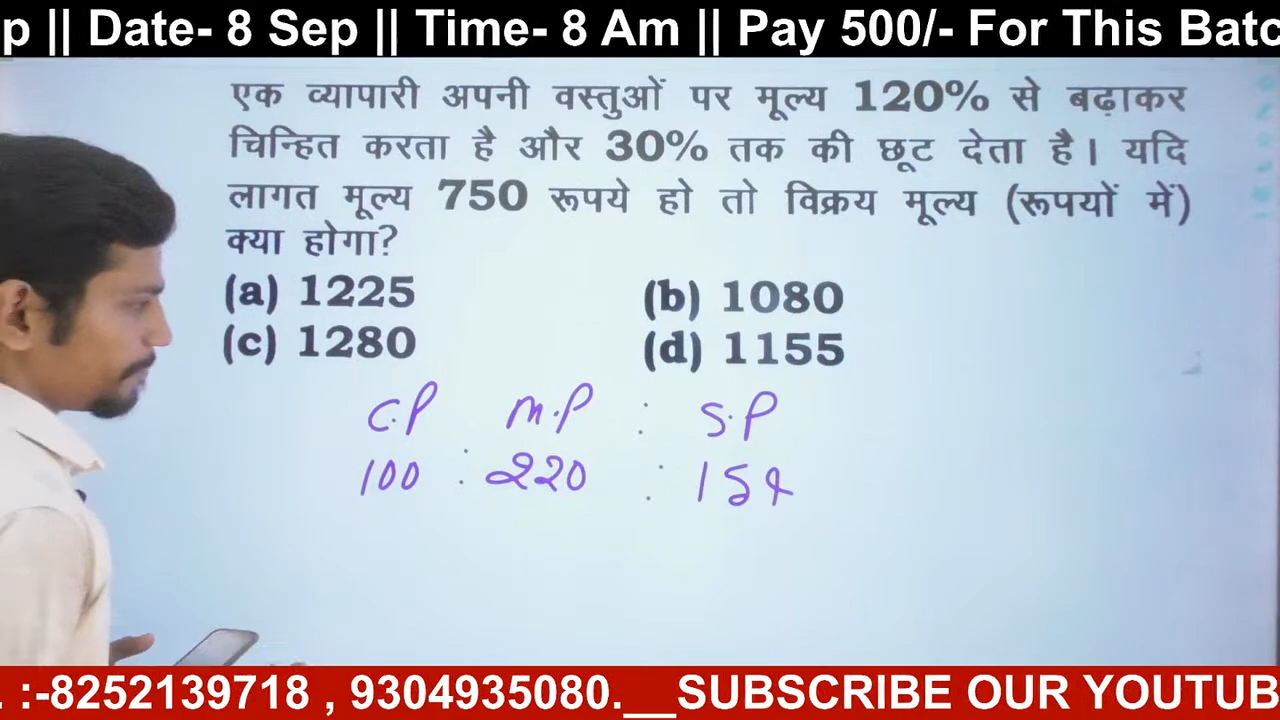 p || Date- 8 Sep || Time- 8 Am || Pay 500/- For This Batc
एक व्यापारी अपनी वस्तुओं पर मूल्य 120% से बढ़ाकर
चिन्हित करता है और 30% तक की छूट देता है। यदि
लागत मूल्य 750 रूपये हो तो विक्रय मूल्य (रूपयों में)
क्या होगा?
(a) 1225 (b) 1080
(c) 1280 (d) 1155
C.P M.P : S.P
100 : 220 : 154
:-8252139718 , 9304935080.__SUBSCRIBE OUR YOUTUB